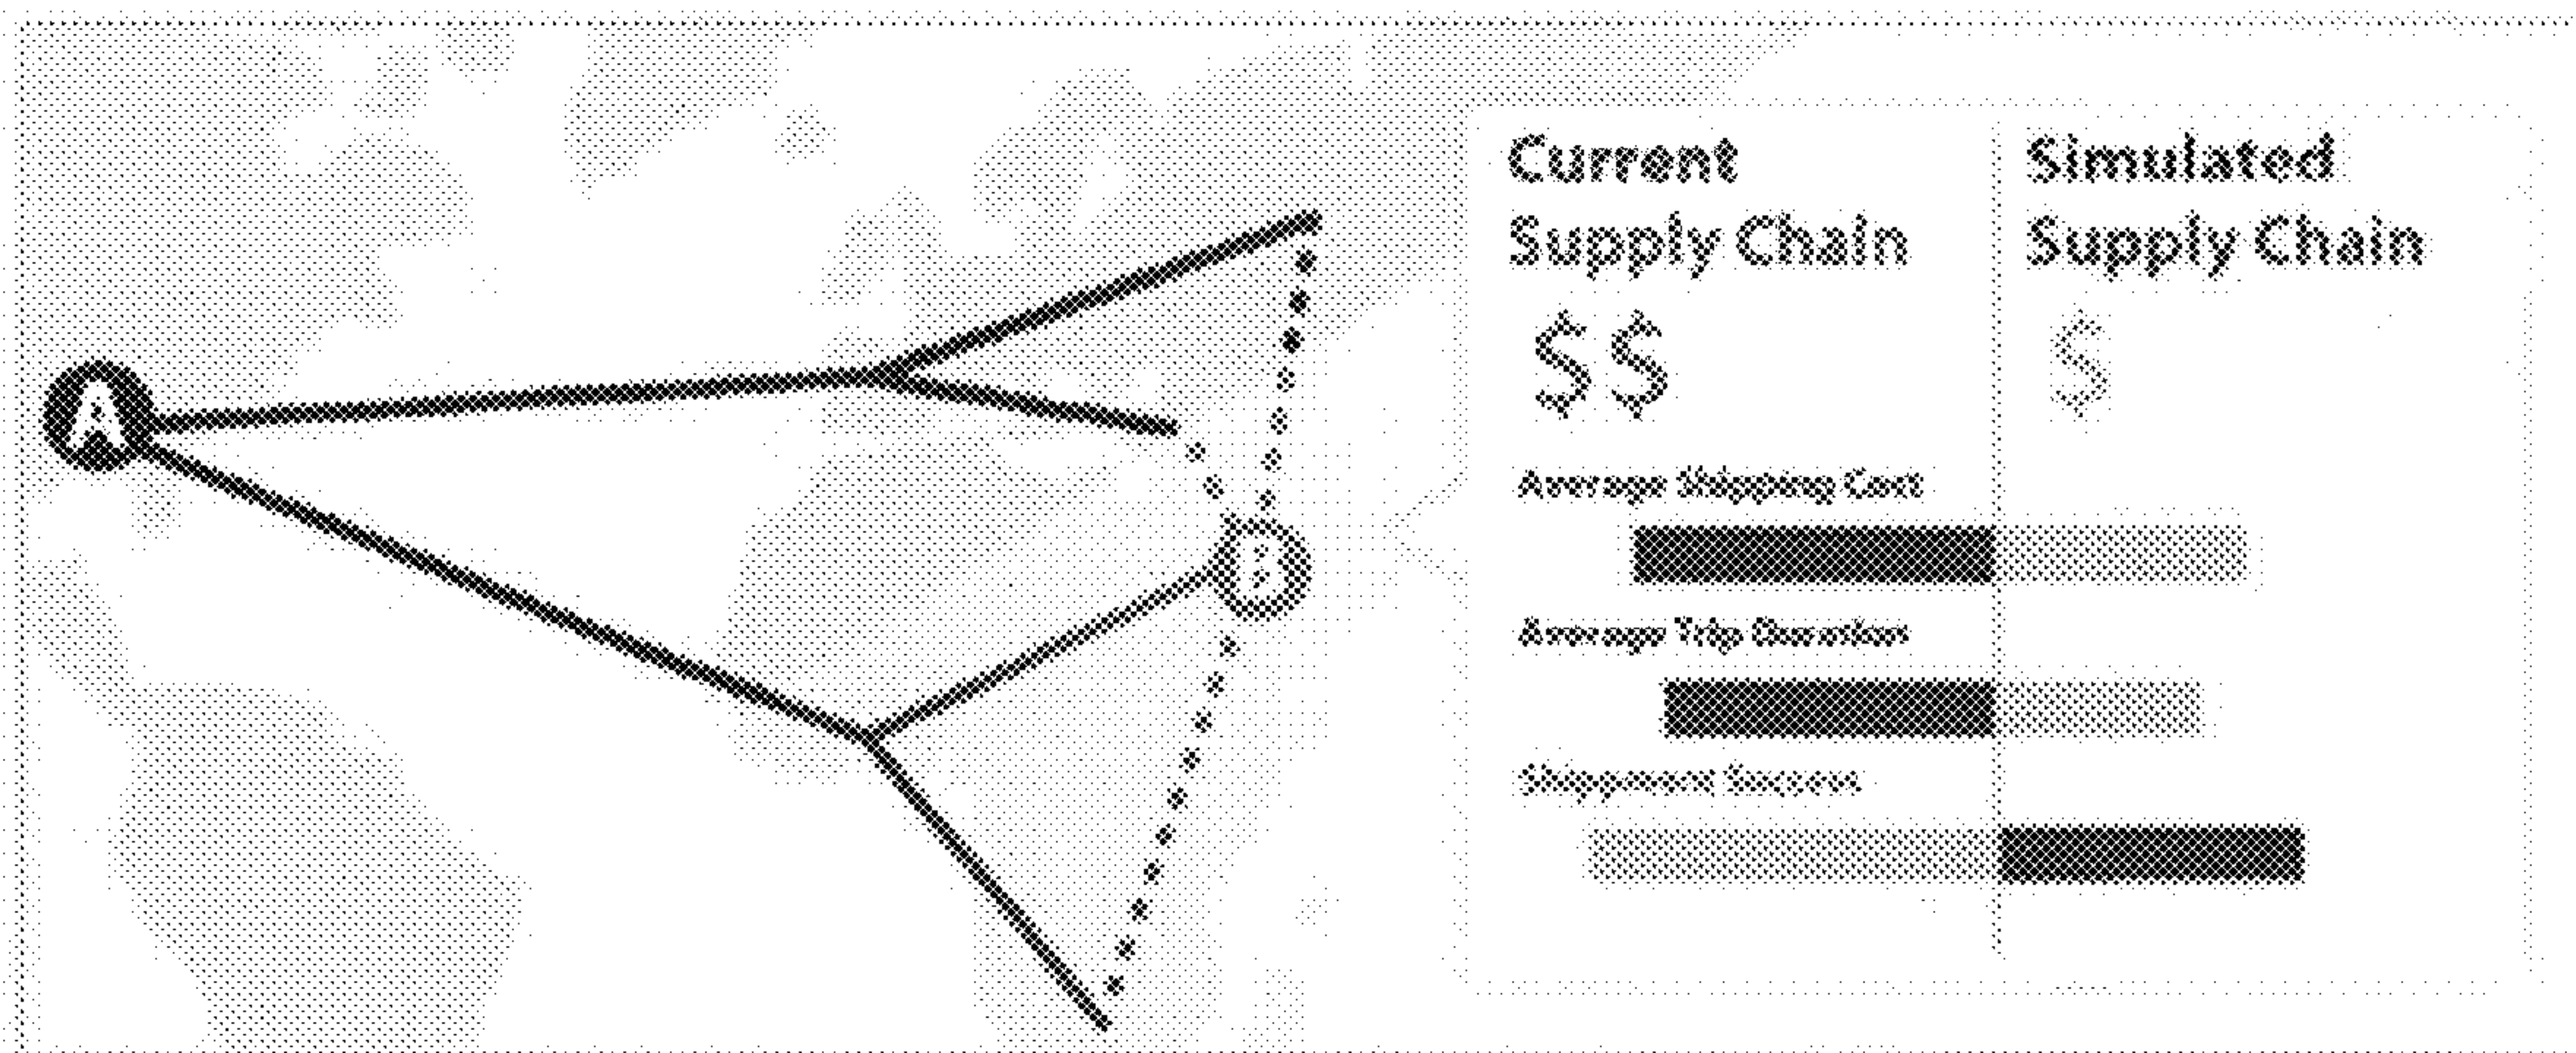 A
B
Current
Supply Chain
$$
Simulated
Supply Chain
$
Average Shipping Cost
Average Trip Duration
Shipment Success